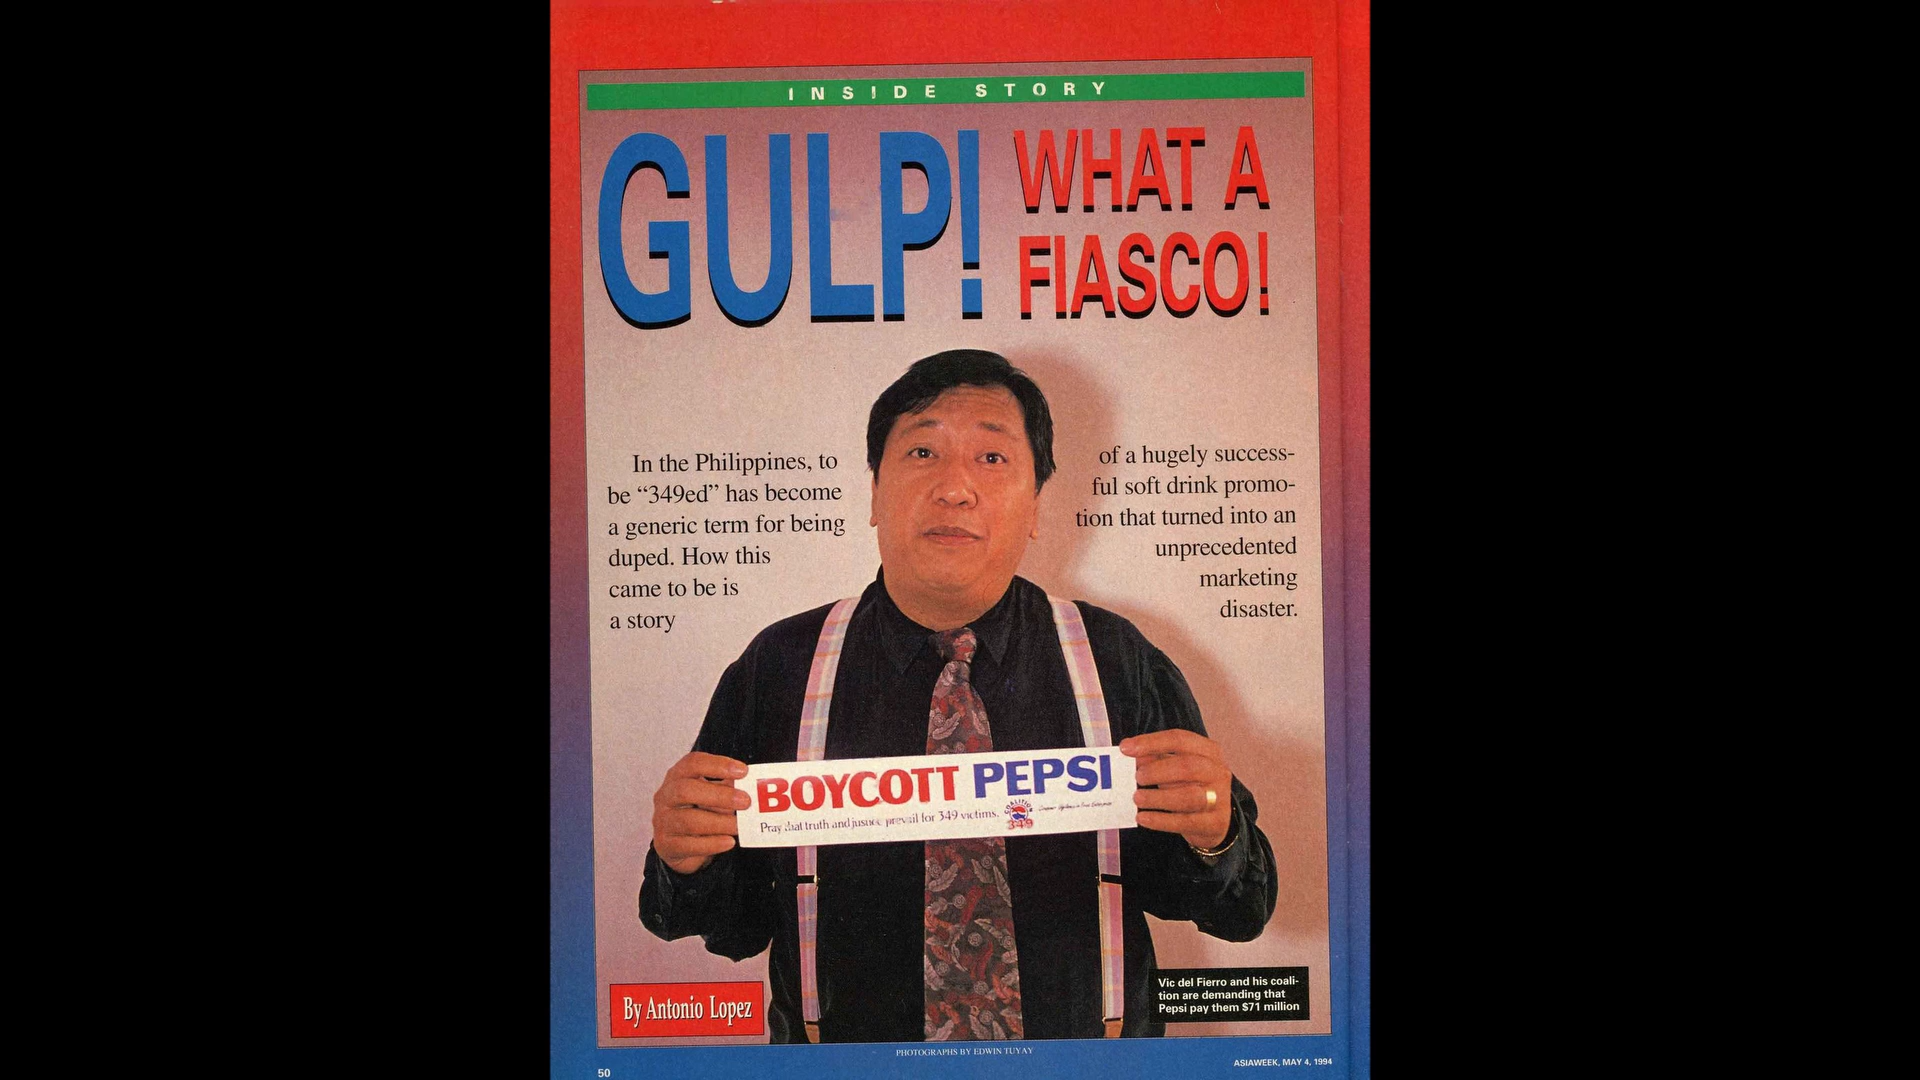 INSIDE STORY
GULP!
WHAT A
FIASCO!
In the Philippines, to
be “349ed” has become
a generic term for being
duped. How this
came to be is
a story
of a hugely success-
ful soft drink promo-
tion that turned into an
unprecedented
marketing
disaster.
BOYCOTT PEPSI
Pray that truth and justice prevail for 349 victims.
COALITION
349
By Antonio Lopez
Vic del Fierro and his coali-
tion are demanding that
Pepsi pay them $71 million
PHOTOGRAPHS BY EDWIN TUYAY
ASIAWEEK, MAY 4, 1994
50